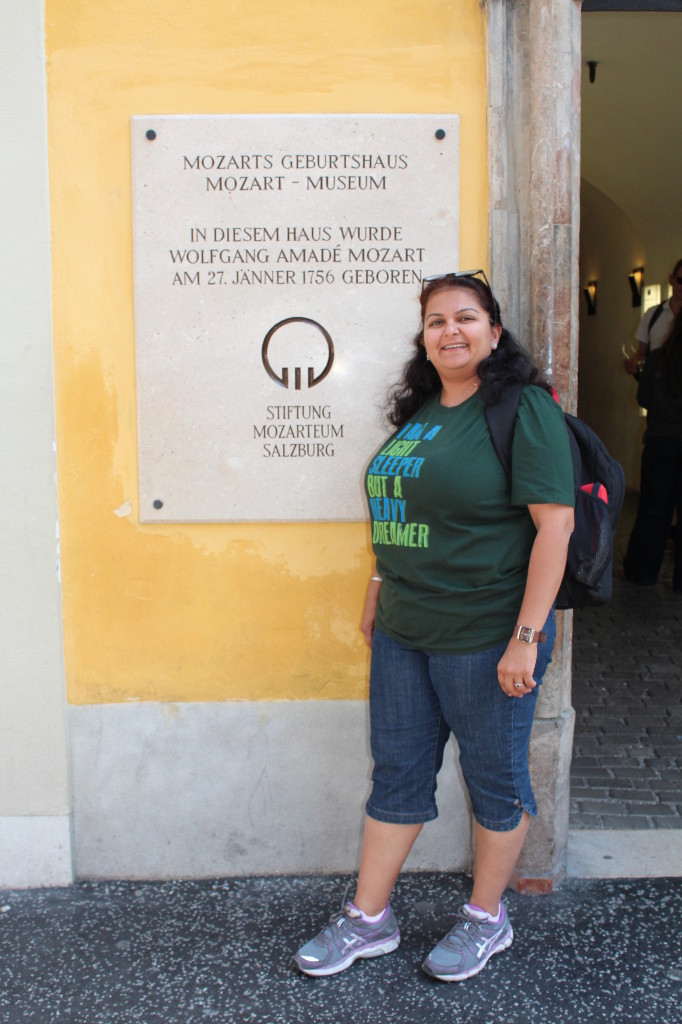 MOZARTS GEBURTSHAUS
MOZART - MUSEUM
IN DIESEM HAUS WURDE
WOLFGANG AMADÉ MOZART
AM 27. JÄNNER 1756 GEBOREN
STIFTUNG
MOZARTEUM
SALZBURG
I'M A
LIGHT
SLEEPER
BUT A
HEAVY
DREAMER